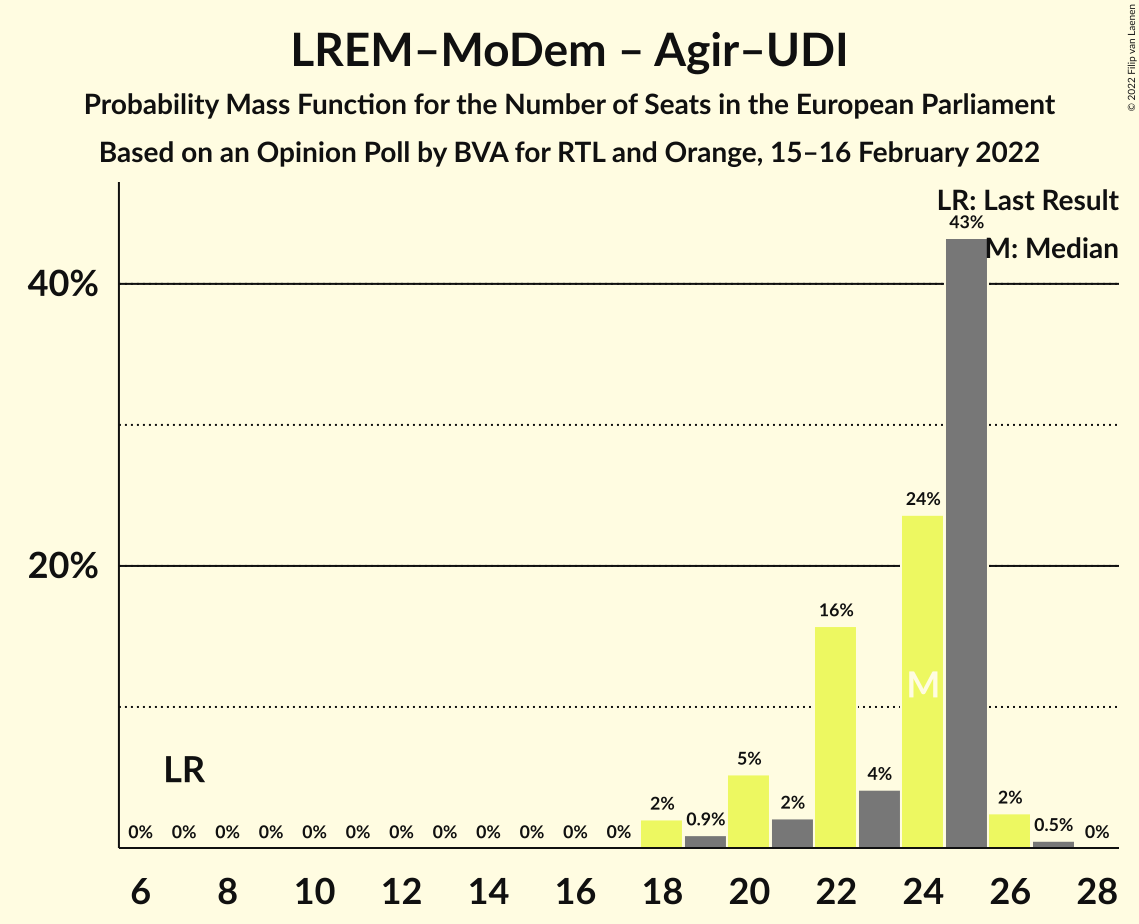 LREM–MoDem – Agir–UDI
Probability Mass Function for the Number of Seats in the European Parliament
Based on an Opinion Poll by BVA for RTL and Orange, 15–16 February 2022
© 2022 Filip van Laenen
LR: Last Result
43%
M: Median
40%
24%
20%
16%
M
LR
5%
4%
2%
2%
2%
0.9%
0.5%
0% 0% 0% 0% 0% 0% 0% 0% 0% 0% 0% 0% 0%
6 8 10 12 14 16 18 20 22 24 26 28